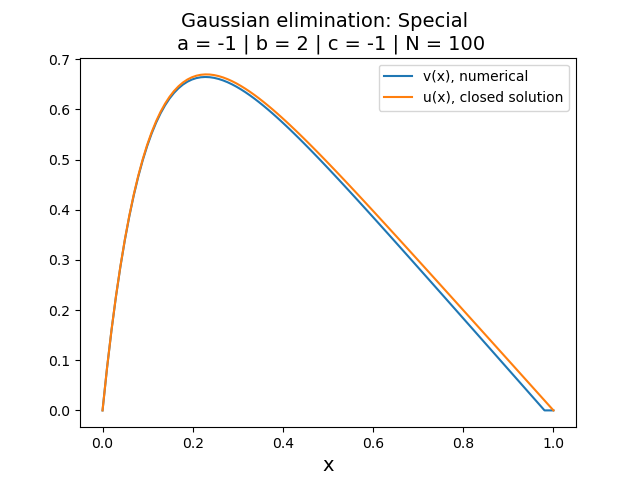 Gaussian elimination: Special
a = -1 | b = 2 | c = -1 | N = 100
0.7
0.6
0.5
0.4
0.3
0.2
0.1
0.0
v(x), numerical
u(x), closed solution
0.0 0.2 0.4 0.6 0.8 1.0
x